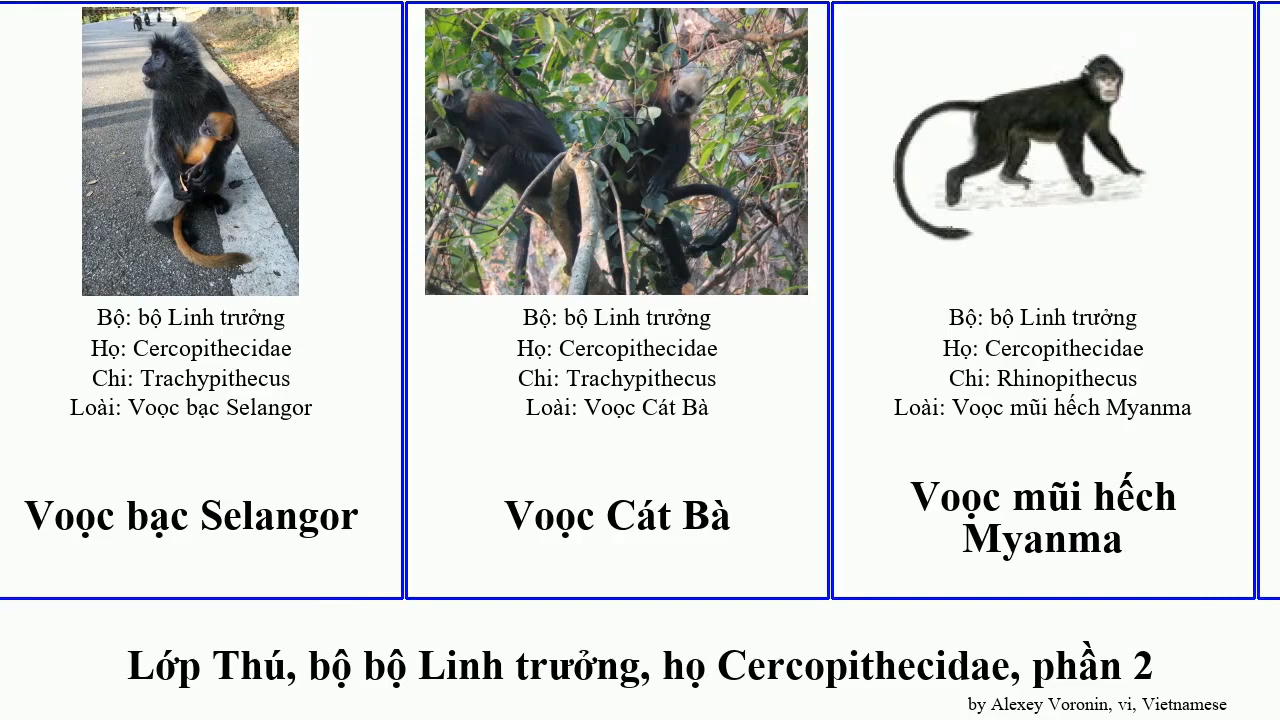 Bộ: bộ Linh trưởng
Họ: Cercopithecidae
Chi: Trachypithecus
Loài: Voọc bạc Selangor
Voọc bạc Selangor
Bộ: bộ Linh trưởng
Họ: Cercopithecidae
Chi: Trachypithecus
Loài: Voọc Cát Bà
Voọc Cát Bà
Bộ: bộ Linh trưởng
Họ: Cercopithecidae
Chi: Rhinopithecus
Loài: Voọc mũi hếch Myanma
Voọc mũi hếch
Myanma
Lớp Thú, bộ bộ Linh trưởng, họ Cercopithecidae, phần 2
by Alexey Voronin, vi, Vietnamese